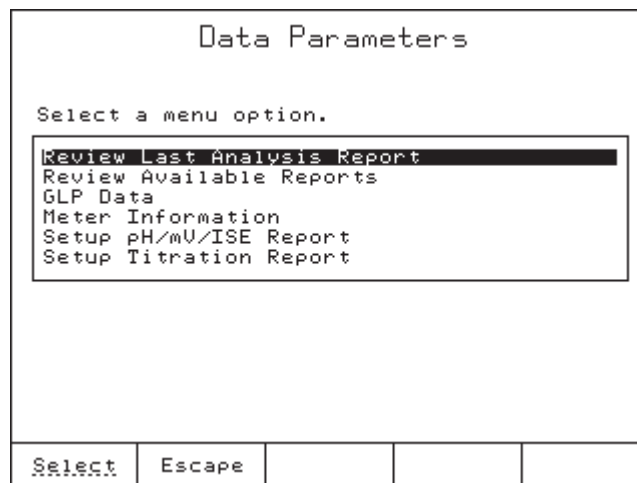 Data Parameters
Select a menu option.
Review Last Analysis Report
Review Available Reports
GLP Data
Meter Information
Setup pH/mV/ISE Report
Setup Titration Report
Select Escape